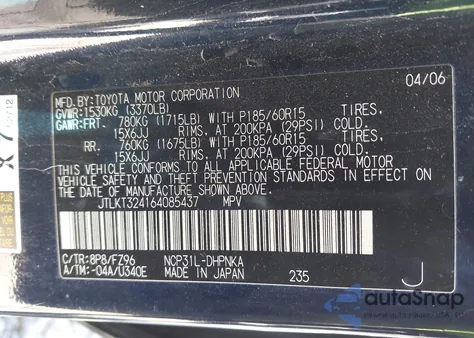 MFD.BY:TOYOTA MOTOR CORPORATION 04/06
GVWR:1530KG (3370LB)
GAWR:FRT. 780KG (1715LB) WITH P185/60R15 TIRES,
15X6JJ RIMS, AT 200KPA (29PSI) COLD
RR. 760KG (1675LB) WITH P185/60R15 TIRES,
15X6JJ RIMS, AT 200KPA (29PSI) COLD
THIS VEHICLE CONFORMS TO ALL APPLICABLE FEDERAL MOTOR
VEHICLE SAFETY AND THEFT PREVENTION STANDARDS IN EFFECT ON
THE DATE OF MANUFACTURE SHOWN ABOVE.
JTLKT324164085437 MPV
C/TR:8P8/FZ96 NCP31L-DHPNKA
A/TM:-04A/U340E MADE IN JAPAN 235 J
autoSnap